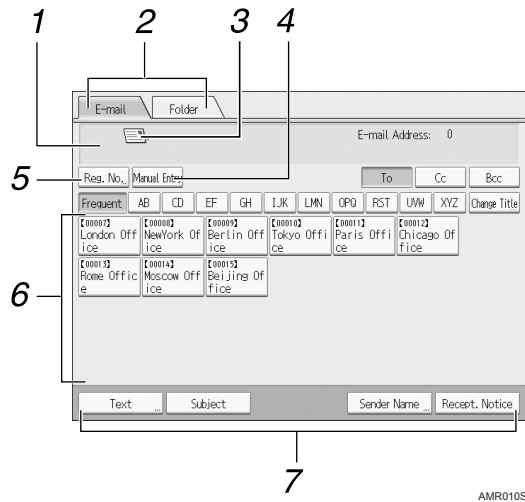 1 2 3 4
E-mail Folder
E-mail Address: 0
5
Reg. No. Manual Entry To Cc Bcc
Frequent AB CD EF GH IJK LMN OPQ RST UVW XYZ Change Title
【00007】 【00008】 【00009】 【00010】 【00011】 【00012】
London Off NewYork Of Berlin Off Tokyo Offi Paris Offi Chicago Of
ice fice ice ce ce fice
【00013】 【00014】 【00015】
Rome Offic Moscow Off Beijing Of
e ice fice
6
Text ... Subject Sender Name ... Recept. Notice
7
AMR010S